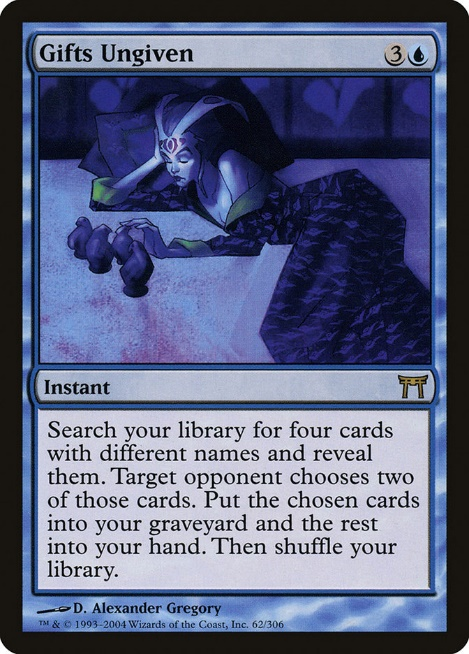 Gifts Ungiven 3
Instant
Search your library for four cards
with different names and reveal
them. Target opponent chooses two
of those cards. Put the chosen cards
into your graveyard and the rest
into your hand. Then shuffle your
library.
D. Alexander Gregory
™ & © 1993–2004 Wizards of the Coast, Inc. 62/306